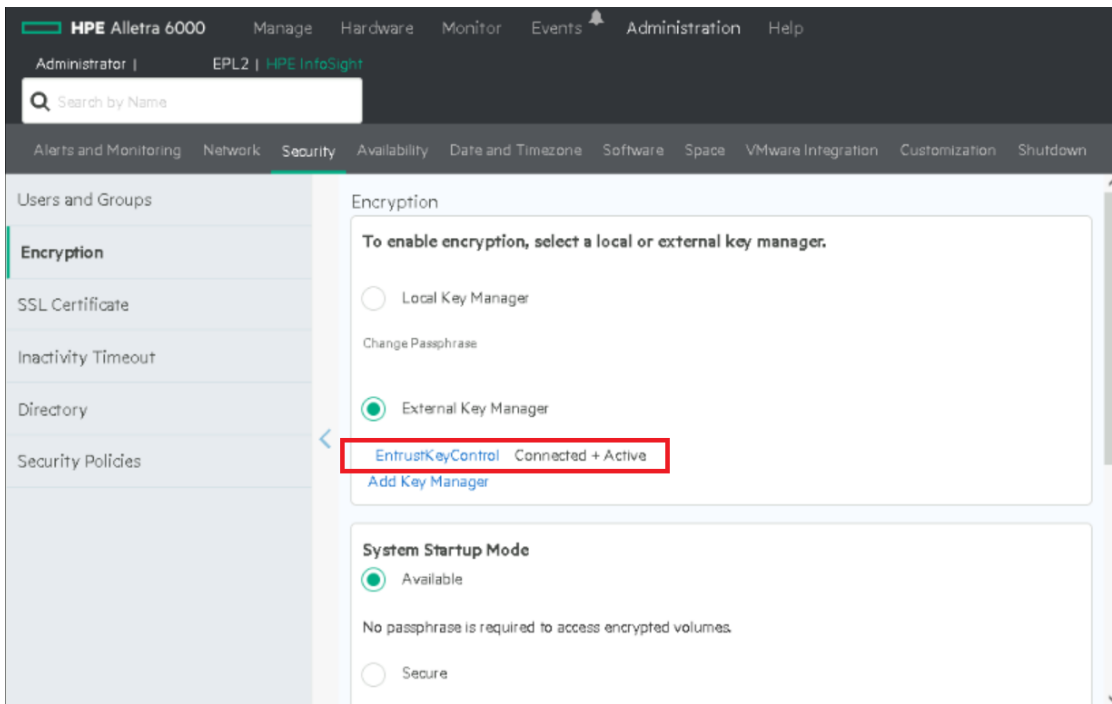 HPE Alletra 6000 Manage Hardware Monitor Events Administration Help
Administrator | EPL2 | HPE InfoSight
Search by Name
Alerts and Monitoring Network Security Availability Date and Timezone Software Space VMware Integration Customization Shutdown
Users and Groups
Encryption
SSL Certificate
Inactivity Timeout
Directory
Security Policies
Encryption
To enable encryption, select a local or external key manager.
Local Key Manager
Change Passphrase
External Key Manager
EntrustKeyControl Connected + Active
Add Key Manager
System Startup Mode
Available
No passphrase is required to access encrypted volumes.
Secure